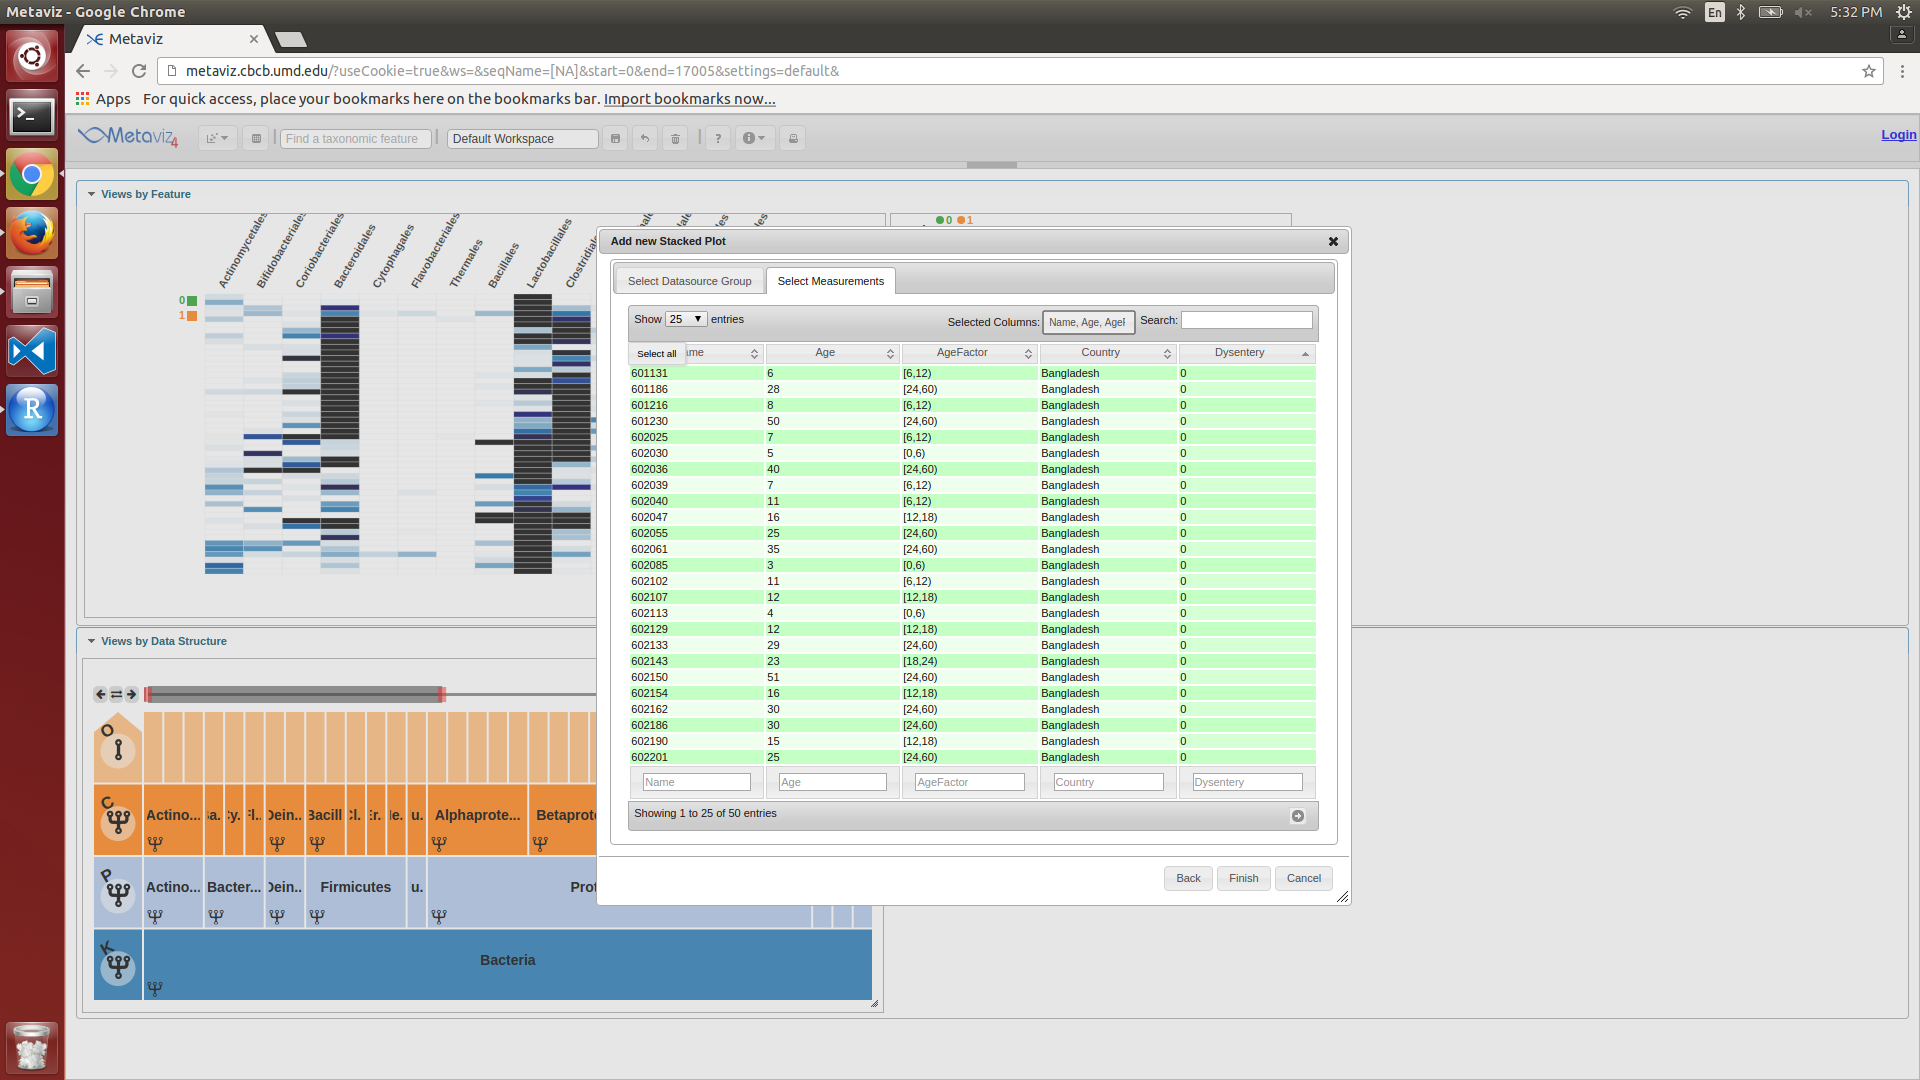 Metaviz - Google Chrome
En
5:32 PM
Metaviz
metaviz.cbcb.umd.edu/?useCookie=true&ws=&seqName=[NA]&start=0&end=17005&settings=default&
Apps For quick access, place your bookmarks here on the bookmarks bar. Import bookmarks now...
Metaviz4
Find a taxonomic feature
Default Workspace
?
Login
Views by Feature
Actinomycetales
Bifidobacteriales
Coriobacteriales
Bacteroidales
Cytophagales
Flavobacteriales
Thermales
Bacillales
Lactobacillales
0
1
0 1
Add new Stacked Plot
Select Datasource Group Select Measurements
Show 25 entries Selected Columns: Name, Age, AgeF Search:
Select all ame Age AgeFactor Country Dysentery
601131 6 [6,12) Bangladesh 0
601186 28 [24,60) Bangladesh 0
601216 8 [6,12) Bangladesh 0
601230 50 [24,60) Bangladesh 0
602025 7 [6,12) Bangladesh 0
602030 5 [0,6) Bangladesh 0
602036 40 [24,60) Bangladesh 0
602039 7 [6,12) Bangladesh 0
602040 11 [6,12) Bangladesh 0
602047 16 [12,18) Bangladesh 0
602055 25 [24,60) Bangladesh 0
602061 35 [24,60) Bangladesh 0
602085 3 [0,6) Bangladesh 0
602102 11 [6,12) Bangladesh 0
602107 12 [12,18) Bangladesh 0
602113 4 [0,6) Bangladesh 0
602129 12 [12,18) Bangladesh 0
602133 29 [24,60) Bangladesh 0
602143 23 [18,24) Bangladesh 0
602150 51 [24,60) Bangladesh 0
602154 16 [12,18) Bangladesh 0
602162 30 [24,60) Bangladesh 0
602186 30 [24,60) Bangladesh 0
602190 15 [12,18) Bangladesh 0
602201 25 [24,60) Bangladesh 0
Name Age AgeFactor Country Dysentery
Showing 1 to 25 of 50 entries
Back Finish Cancel
Views by Data Structure
O
C Actino... Bacill Alphaprote... Betaprote
P Actino... Bacter... Firmicutes u. Prot
K Bacteria